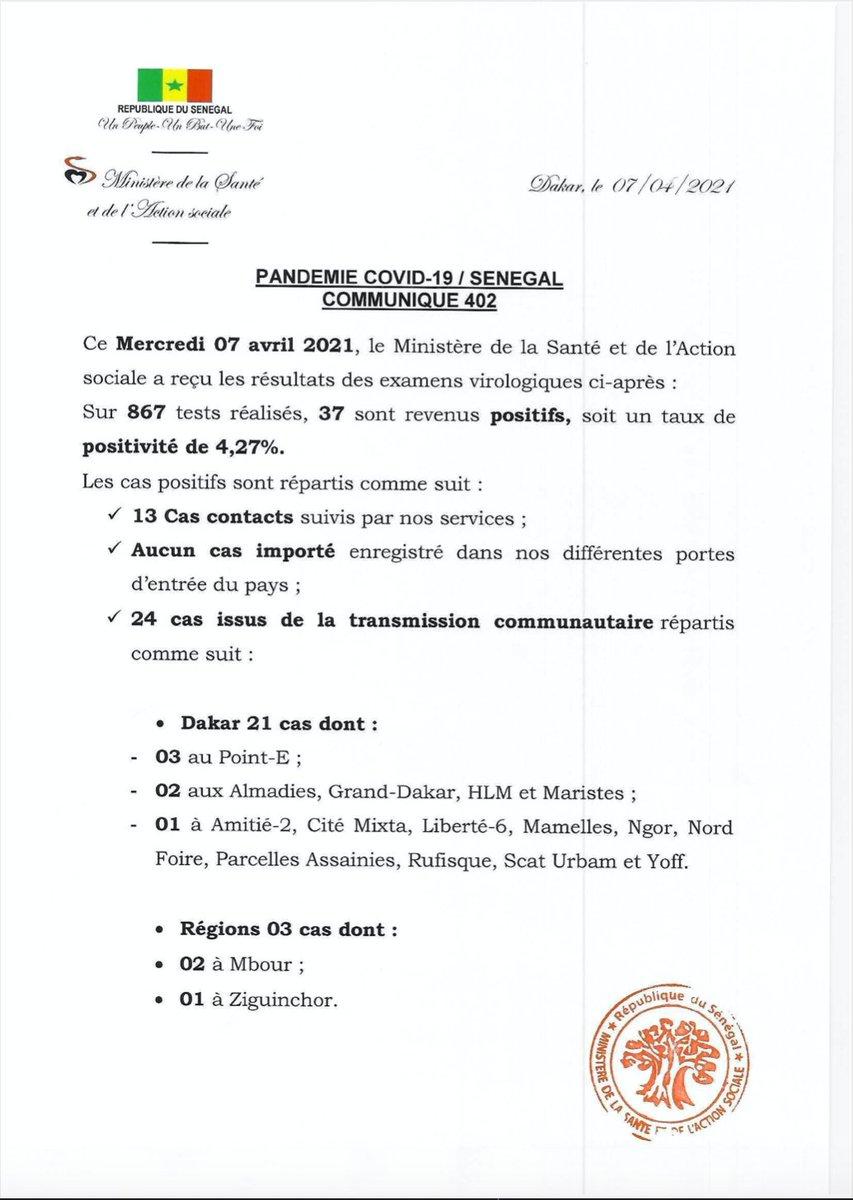 REPUBLIQUE DU SENEGAL
Un Peuple-Un But-Une Foi
Ministère de la Santé
et de l'Action sociale
Dakar, le 07/04/2021
PANDEMIE COVID-19 / SENEGAL
COMMUNIQUE 402
Ce Mercredi 07 avril 2021, le Ministère de la Santé et de l'Action
sociale a reçu les résultats des examens virologiques ci-après :
Sur 867 tests réalisés, 37 sont revenus positifs, soit un taux de
positivité de 4,27%.
Les cas positifs sont répartis comme suit :
✓ 13 Cas contacts suivis par nos services ;
✓ Aucun cas importé enregistré dans nos différentes portes
d'entrée du pays ;
✓ 24 cas issus de la transmission communautaire répartis
comme suit :
• Dakar 21 cas dont :
- 03 au Point-E ;
- 02 aux Almadies, Grand-Dakar, HLM et Maristes ;
- 01 à Amitié-2, Cité Mixta, Liberté-6, Mamelles, Ngor, Nord
Foire, Parcelles Assainies, Rufisque, Scat Urbam et Yoff.
• Régions 03 cas dont :
• 02 à Mbour ;
• 01 à Ziguinchor.
République du Sénégal
MINISTÈRE DE LA SANTE ET DE L'ACTION SOCIALE